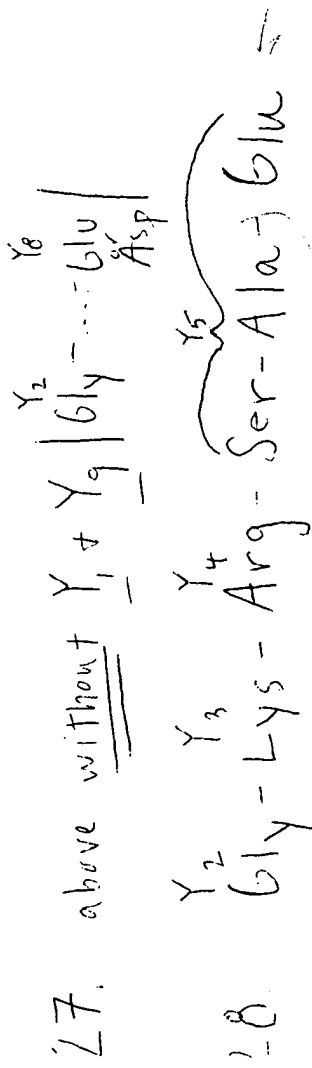 Y2 Y8
27. above without Y1 + Y9 | Gly - .... - Glu |
or Asp
Y2 Y3 Y4 Y5
28 Gly - Lys - Arg - Ser - Ala - Glu -